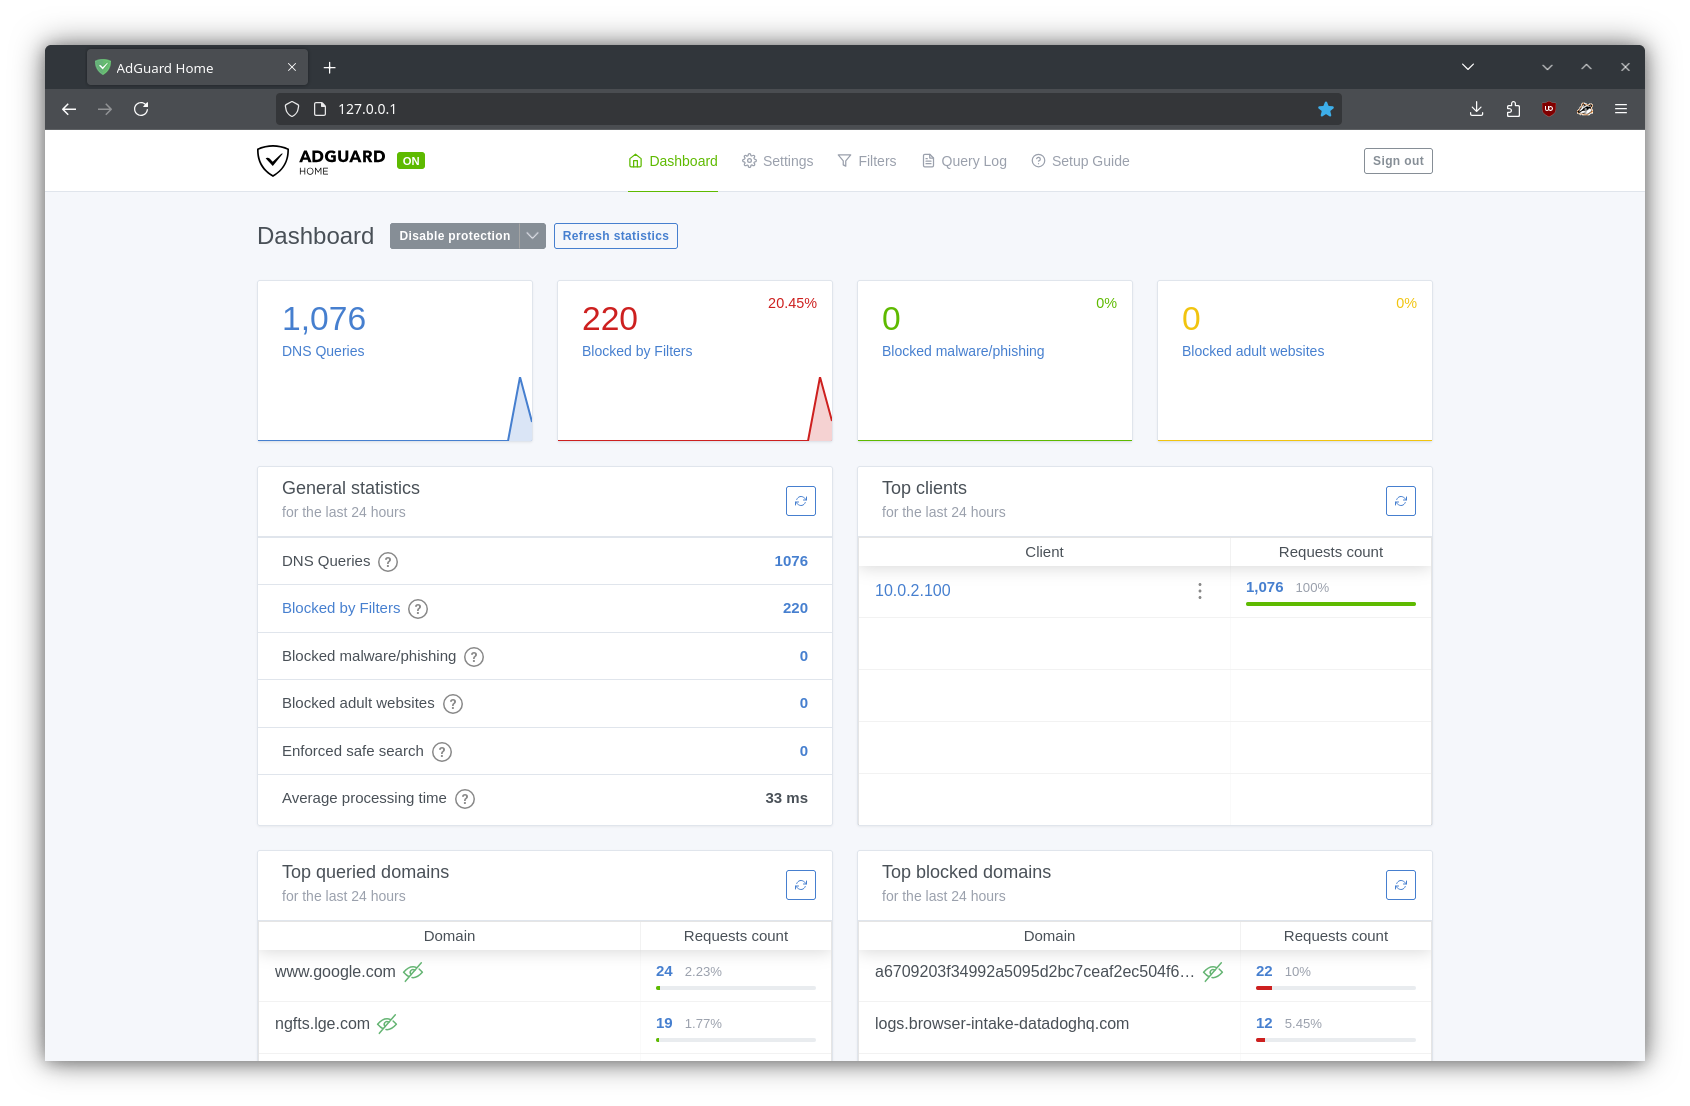 AdGuard Home
127.0.0.1
ADGUARD
HOME
ON
Dashboard
Settings
Filters
Query Log
Setup Guide
Sign out
Dashboard
Disable protection
Refresh statistics
1,076
DNS Queries
220
20.45%
Blocked by Filters
0
0%
Blocked malware/phishing
0
0%
Blocked adult websites
General statistics
for the last 24 hours
DNS Queries ? 1076
Blocked by Filters ? 220
Blocked malware/phishing ? 0
Blocked adult websites ? 0
Enforced safe search ? 0
Average processing time ? 33 ms
Top clients
for the last 24 hours
Client Requests count
10.0.2.100 1,076 100%
Top queried domains
for the last 24 hours
Domain Requests count
www.google.com 24 2.23%
ngfts.lge.com 19 1.77%
Top blocked domains
for the last 24 hours
Domain Requests count
a6709203f34992a5095d2bc7ceaf2ec504f6... 22 10%
logs.browser-intake-datadoghq.com 12 5.45%